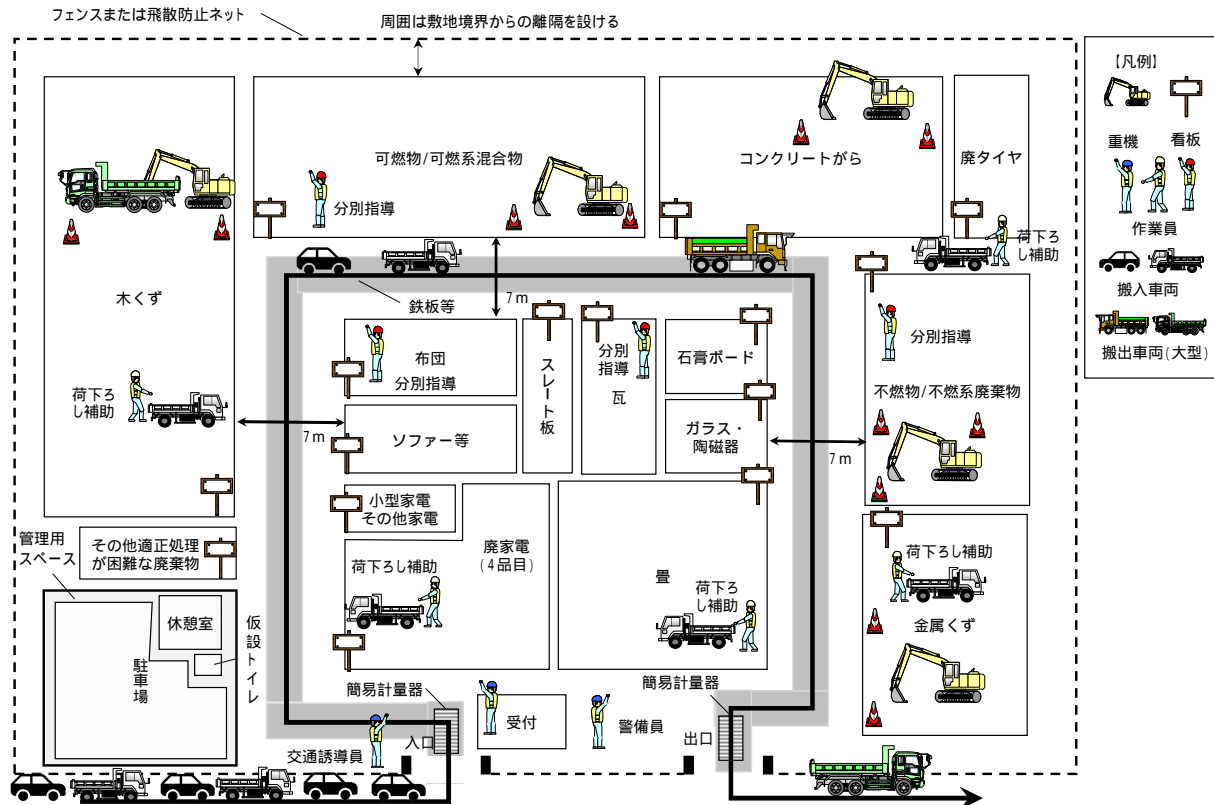 フェンスまたは飛散防止ネット
周囲は敷地境界からの離隔を設ける
【凡例】
重機
看板
作業員
搬入車両
搬出車両(大型)
可燃物/可燃系混合物
分別指導
コンクリートがら
廃タイヤ
荷下ろ
し補助
木くず
荷下ろ
し補助
鉄板等
7m
布団
分別指導
スレート板
分別
指導
瓦
石膏ボード
分別指導
不燃物/不燃系廃棄物
7m
ソファー等
ガラス・
陶磁器
7m
小型家電
その他家電
廃家電
(4品目)
荷下ろし補助
畳
荷下ろ
し補助
荷下ろし補助
金属くず
管理用
スペース
その他適正処理
が困難な廃棄物
休憩室
仮設トイレ
駐車場
簡易計量器
入口
交通誘導員
受付
警備員
簡易計量器
出口